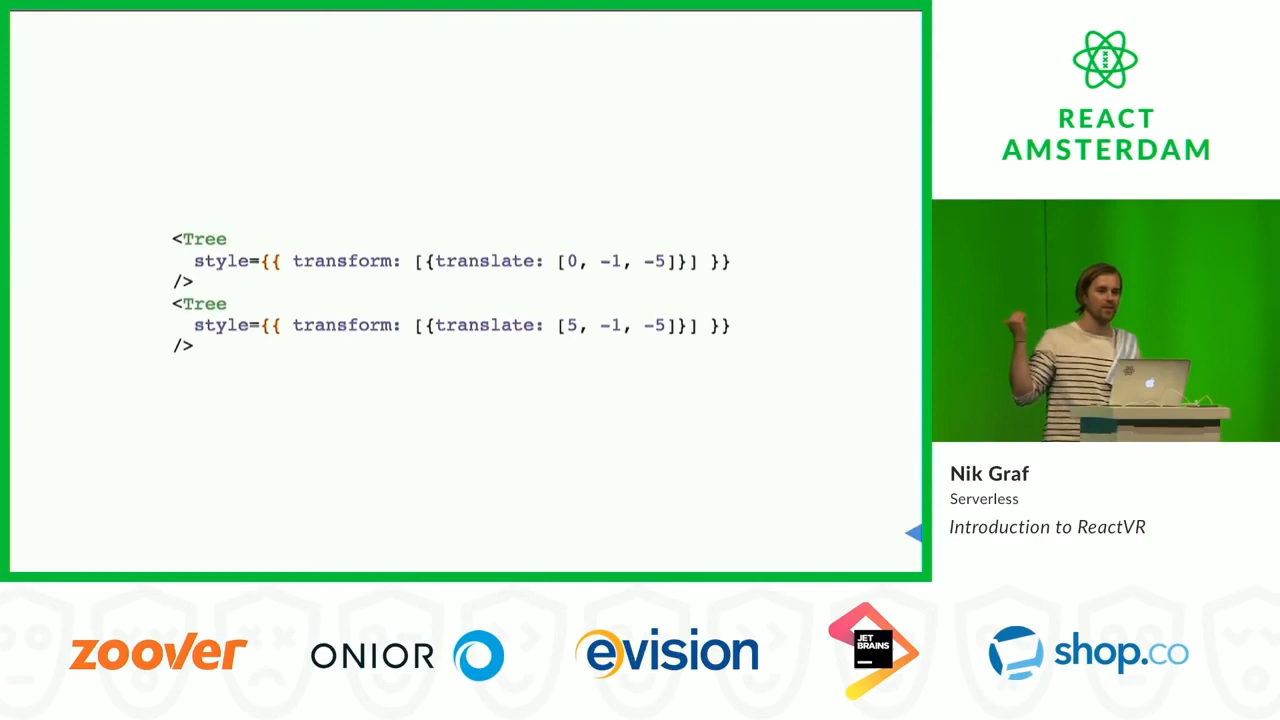 <Tree
style={{ transform: [{translate: [0, -1, -5]}] }}
/>
<Tree
style={{ transform: [{translate: [5, -1, -5]}] }}
/>
REACT
AMSTERDAM
Nik Graf
Serverless
Introduction to ReactVR
zoover
ONIOR
evision
JET
BRAINS
shop.co